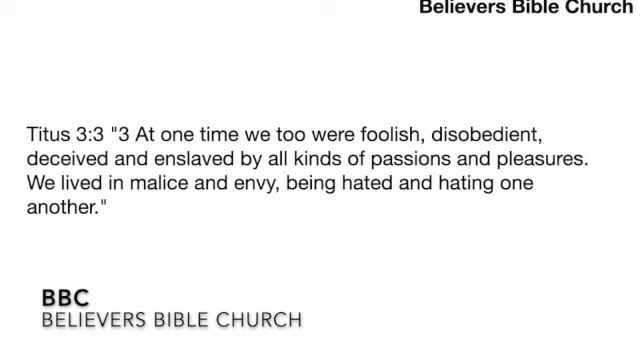 Believers Bible Church
Titus 3:3 "3 At one time we too were foolish, disobedient,
deceived and enslaved by all kinds of passions and pleasures.
We lived in malice and envy, being hated and hating one
another."
BBC
BELIEVERS BIBLE CHURCH